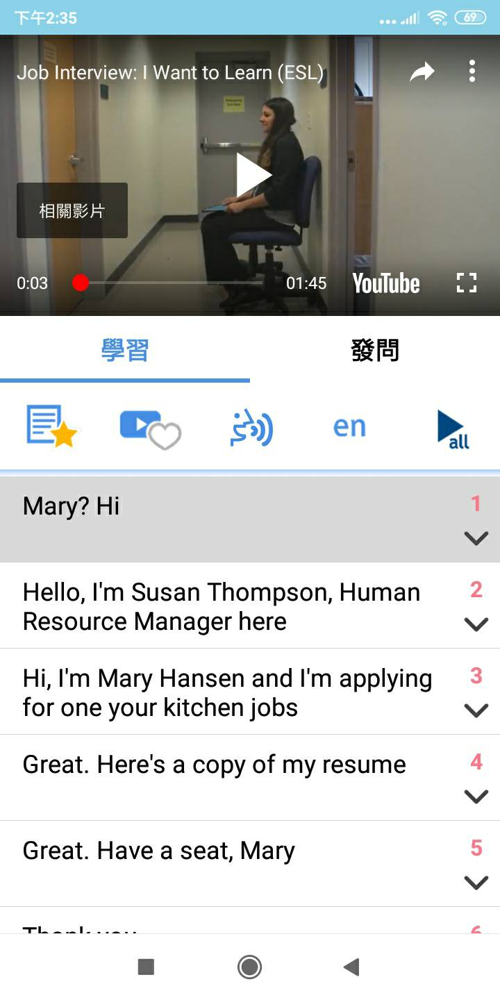 下午2:35
69
Job Interview: I Want to Learn (ESL)
相關影片
0:03
01:45
YouTube
學習
發問
en
all
Mary? Hi
1
Hello, I'm Susan Thompson, Human
Resource Manager here
2
Hi, I'm Mary Hansen and I'm applying
for one your kitchen jobs
3
Great. Here's a copy of my resume
4
Great. Have a seat, Mary
5
Thank you
6